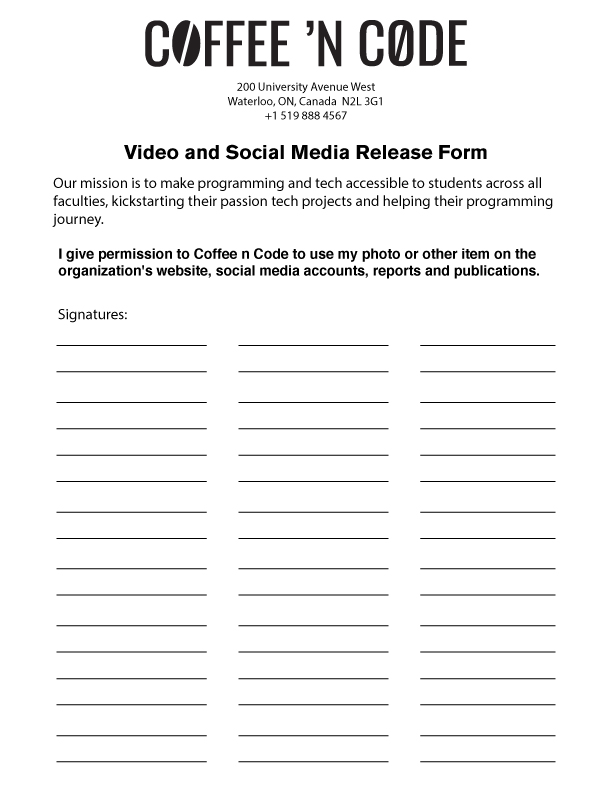 COFFEE ’N CODE
200 University Avenue West
Waterloo, ON, Canada  N2L 3G1
+1 519 888 4567
Video and Social Media Release Form
Our mission is to make programming and tech accessible to students across all
faculties, kickstarting their passion tech projects and helping their programming
journey.
I give permission to Coffee n Code to use my photo or other item on the
organization's website, social media accounts, reports and publications.
Signatures: